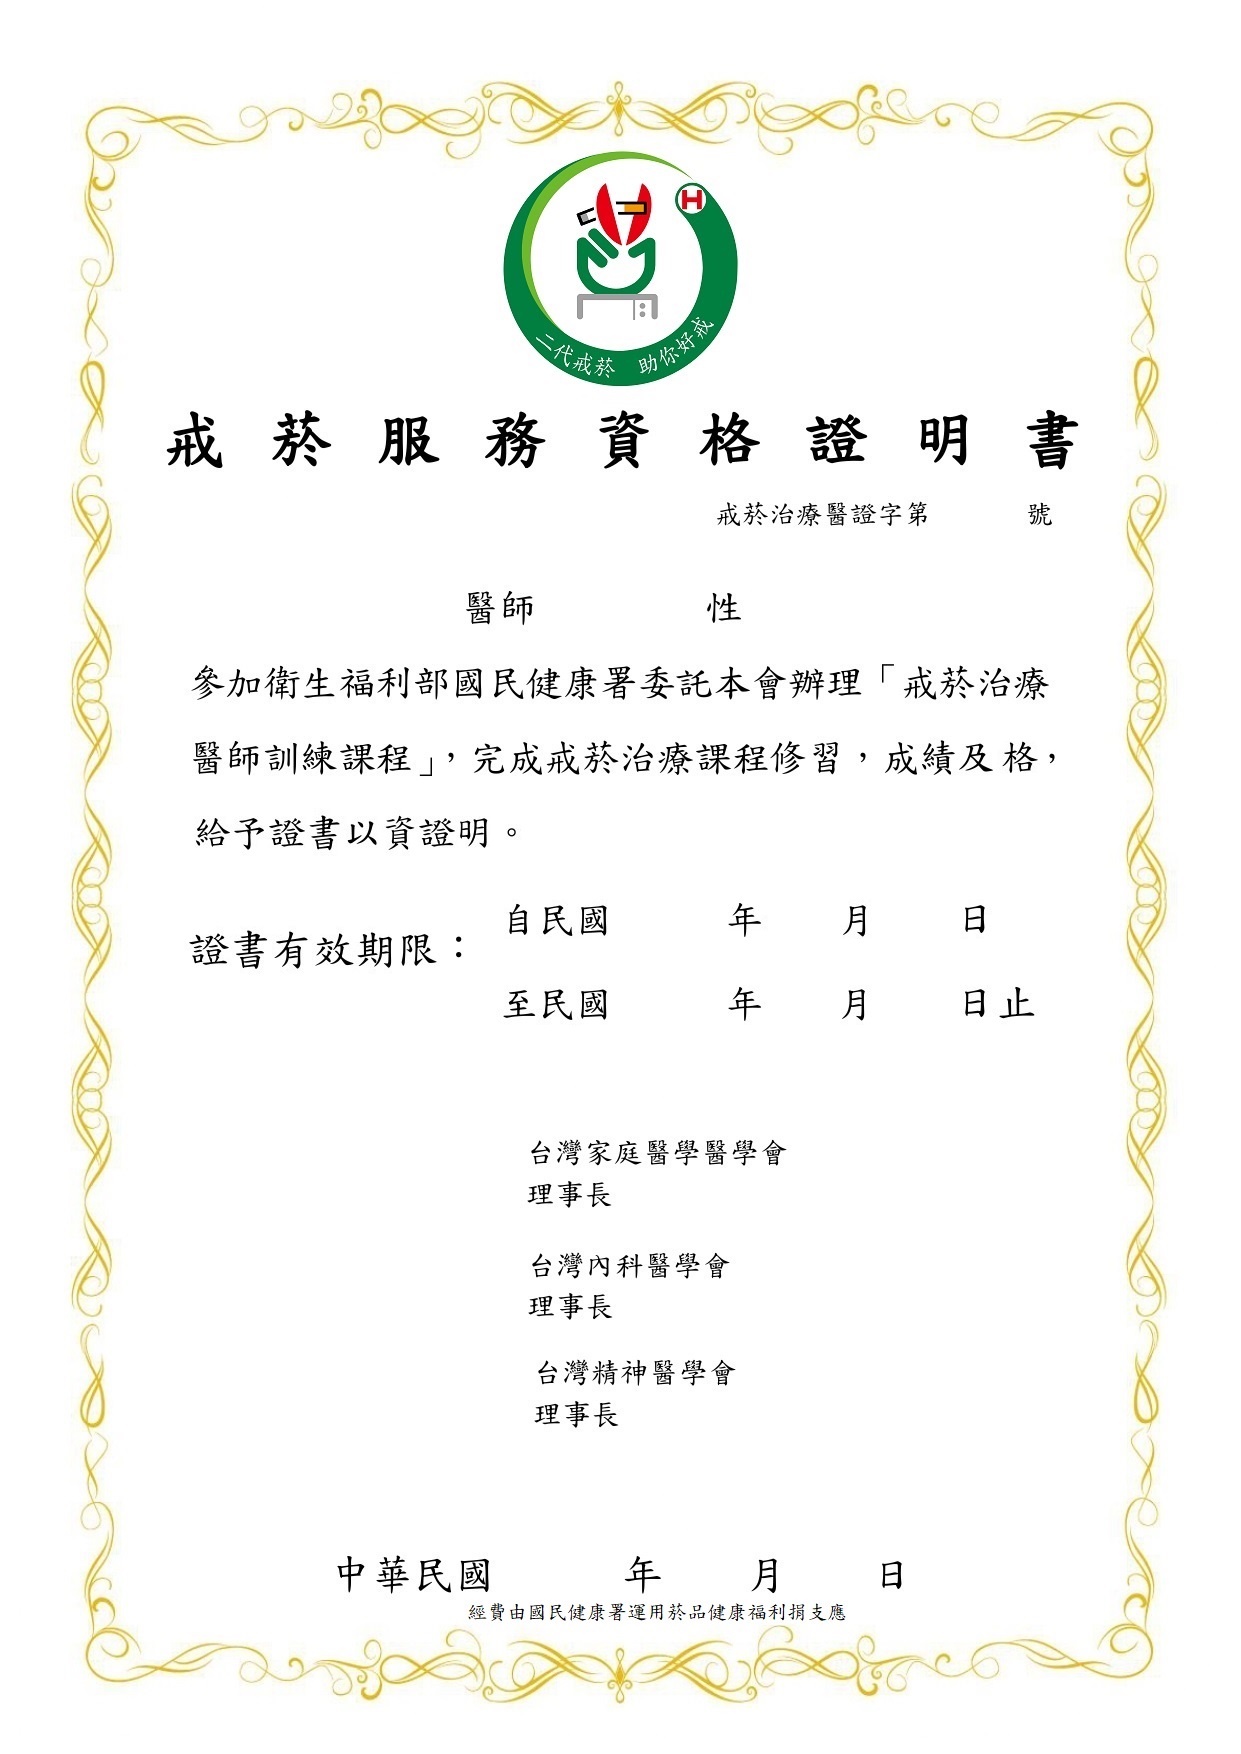 H
二代戒菸 助你好戒
戒菸服務資格證明書
戒菸治療醫證字第 號
醫師 性
參加衛生福利部國民健康署委託本會辦理「戒菸治療
醫師訓練課程」，完成戒菸治療課程修習，成績及格，
給予證書以資證明。
證書有效期限：
自民國 年 月 日
至民國 年 月 日止
台灣家庭醫學醫學會
理事長
台灣內科醫學會
理事長
台灣精神醫學會
理事長
中華民國 年 月 日
經費由國民健康署運用菸品健康福利捐支應